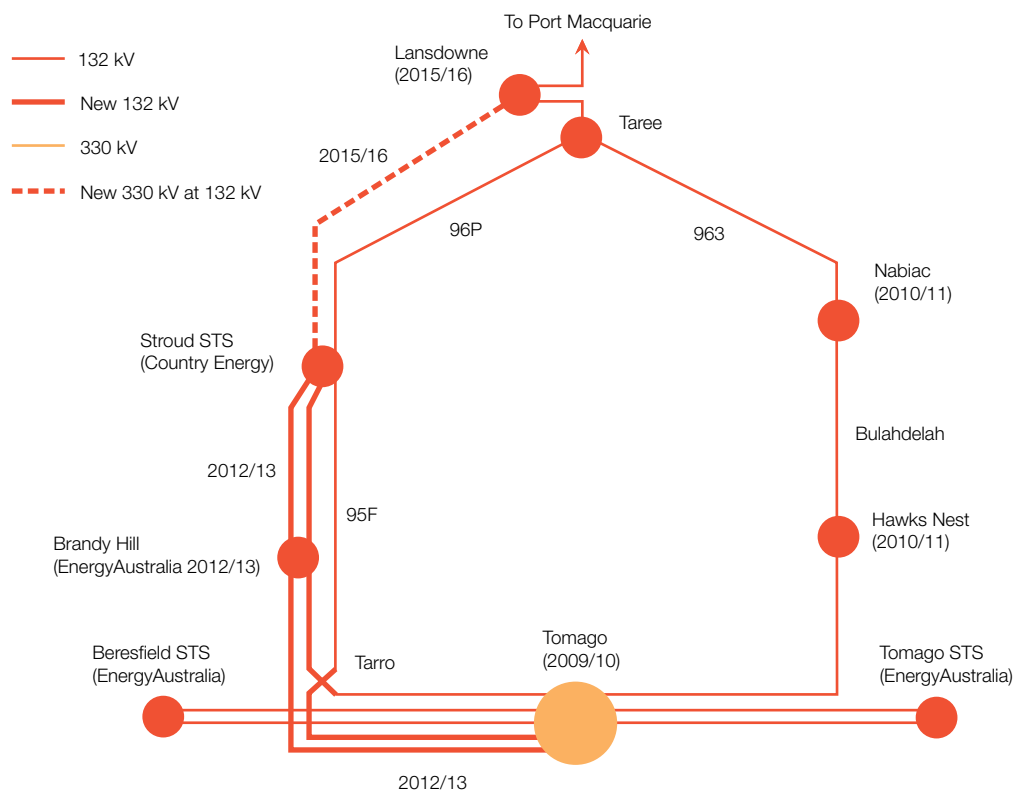 To Port Macquarie
132 kV
New 132 kV
330 kV
New 330 kV at 132 kV
Lansdowne
(2015/16)
Taree
2015/16
96P
963
Nabiac
(2010/11)
Stroud STS
(Country Energy)
Bulahdelah
2012/13
95F
Hawks Nest
(2010/11)
Brandy Hill
(EnergyAustralia 2012/13)
Beresfield STS
(EnergyAustralia)
Tarro
Tomago
(2009/10)
Tomago STS
(EnergyAustralia)
2012/13